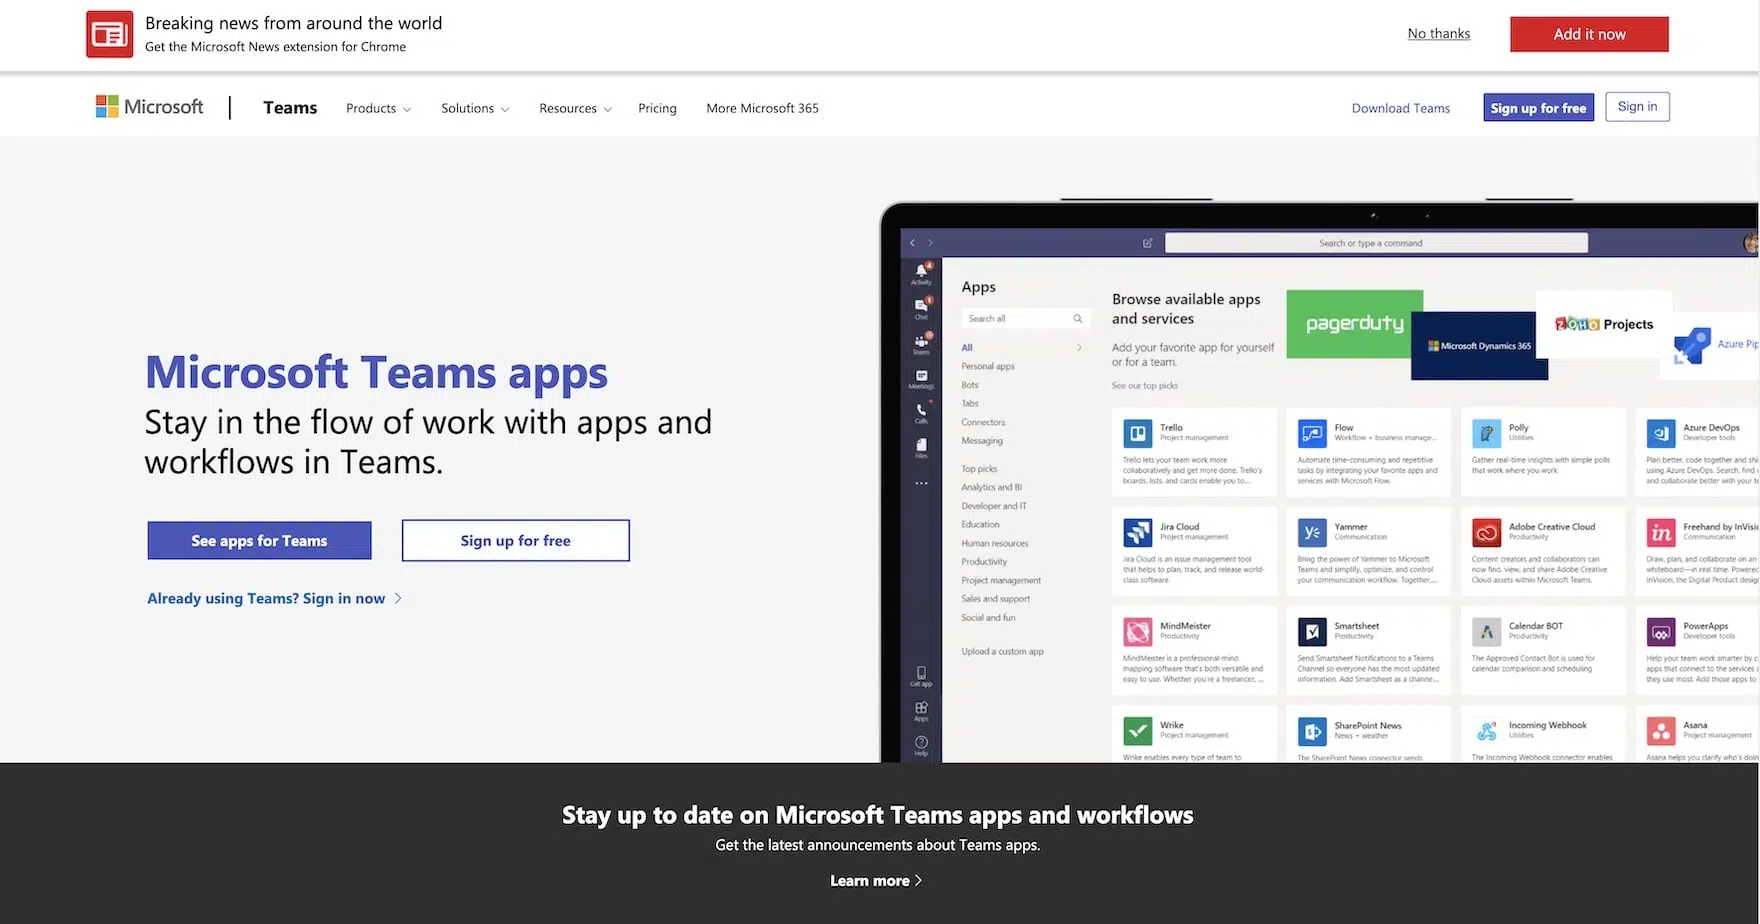 Breaking news from around the world
Get the Microsoft News extension for Chrome
No thanks
Add it now
Microsoft
Teams
Products
Solutions
Resources
Pricing
More Microsoft 365
Download Teams
Sign up for free
Sign in
Microsoft Teams apps
Stay in the flow of work with apps and
workflows in Teams.
See apps for Teams
Sign up for free
Already using Teams? Sign in now
Search or type a command
Activity
Chat
Teams
Meetings
Calls
Files
Get app
Apps
Help
Apps
Search all
All
Personal apps
Bots
Tabs
Connectors
Messaging
Top picks
Analytics and BI
Developer and IT
Education
Human resources
Productivity
Project management
Sales and support
Social and fun
Upload a custom app
Browse available apps
and services
Add your favorite app for yourself
or for a team.
See our top picks
pagerduty
Microsoft Dynamics 365
ZOHO Projects
Azure Pip
Trello
Project management
Trello lets your team work more
collaboratively and get more done. Trello's
boards, lists, and cards enable you to...
Flow
Workflow + business manage...
Automate time-consuming and repetitive
tasks by integrating your favorite apps and
services with Microsoft Flow.
Polly
Utilities
Gather real-time insights with simple polls
that work where you work
Azure DevOps
Developer tools
Plan better, code together and shi
using Azure DevOps. Search, find
and collaborate better with your t
Jira Cloud
Project management
Jira Cloud is an issue management tool
that helps to plan, track, and release world-
class software.
Yammer
Communication
Bring the power of Yammer to Microsoft
Teams and simplify, optimize, and control
your communication workflow. Together,...
Adobe Creative Cloud
Productivity
Content creators and collaborators can
now find, view, and share Adobe Creative
Cloud assets within Microsoft Teams.
in
Freehand by InVisio
Communication
Draw, plan, and collaborate on an
whiteboard—in real time. Powered
InVision, the Digital Product desig
MindMeister
Productivity
MindMeister is a professional mind
mapping software that's both versatile and
easy to use. Whether you're a freelancer, ...
Smartsheet
Productivity
Send Smartsheet Notifications to a Teams
Channel so everyone has the most updated
information. Add Smartsheet as a channe...
Calendar BOT
Productivity
The Approved Contact Bot is used for
calendar comparison and scheduling
PowerApps
Developer tools
Help your team work smarter by c
apps that connect to the services
they use most. Add those apps to
Wrike
Project management
Wrike enables every type of team to
SharePoint News
News + weather
The SharePoint News connector sends
Incoming Webhook
Utilities
The Incoming Webhook connector enables
Asana
Project management
Asana helps you clarify who's doin
Stay up to date on Microsoft Teams apps and workflows
Get the latest announcements about Teams apps.
Learn more